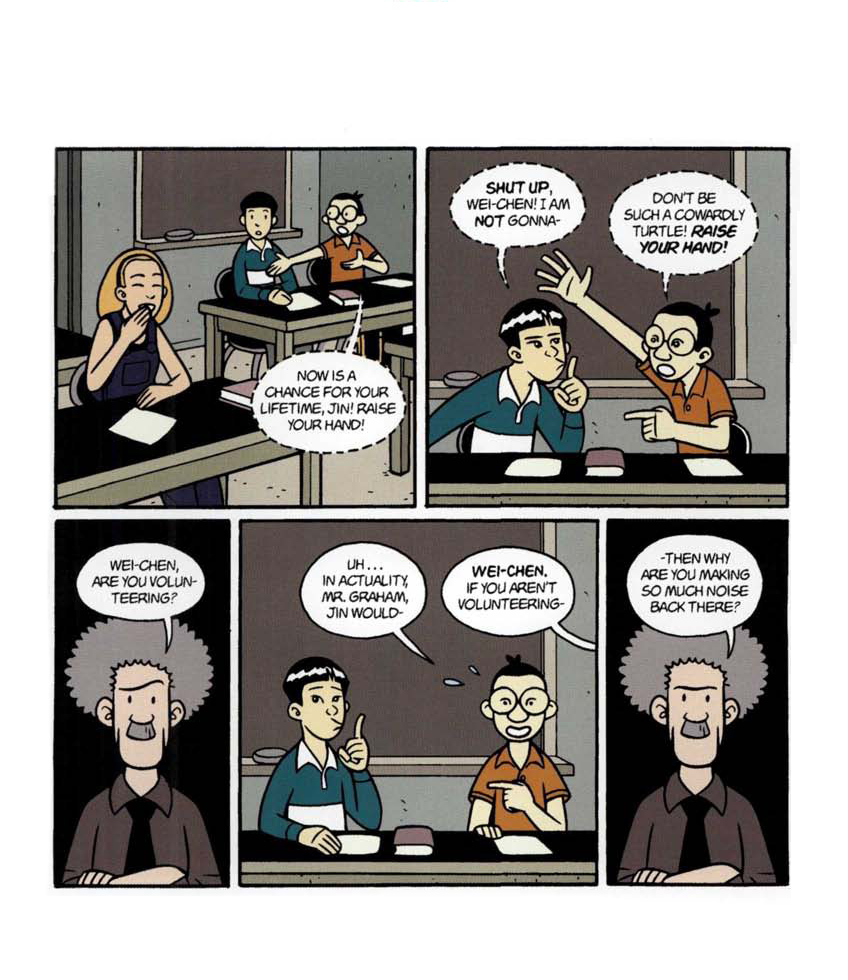 NOW IS A
CHANCE FOR YOUR
LIFETIME, JIN! RAISE
YOUR HAND!
SHUT UP,
WEI-CHEN! I AM
NOT GONNA-
DON'T BE
SUCH A COWARDLY
TURTLE! RAISE
YOUR HAND!
WEI-CHEN,
ARE YOU VOLUN-
TEERING?
UH...
IN ACTUALITY,
MR. GRAHAM,
JIN WOULD-
WEI-CHEN.
IF YOU AREN'T
VOLUNTEERING-
-THEN WHY
ARE YOU MAKING
SO MUCH NOISE
BACK THERE?